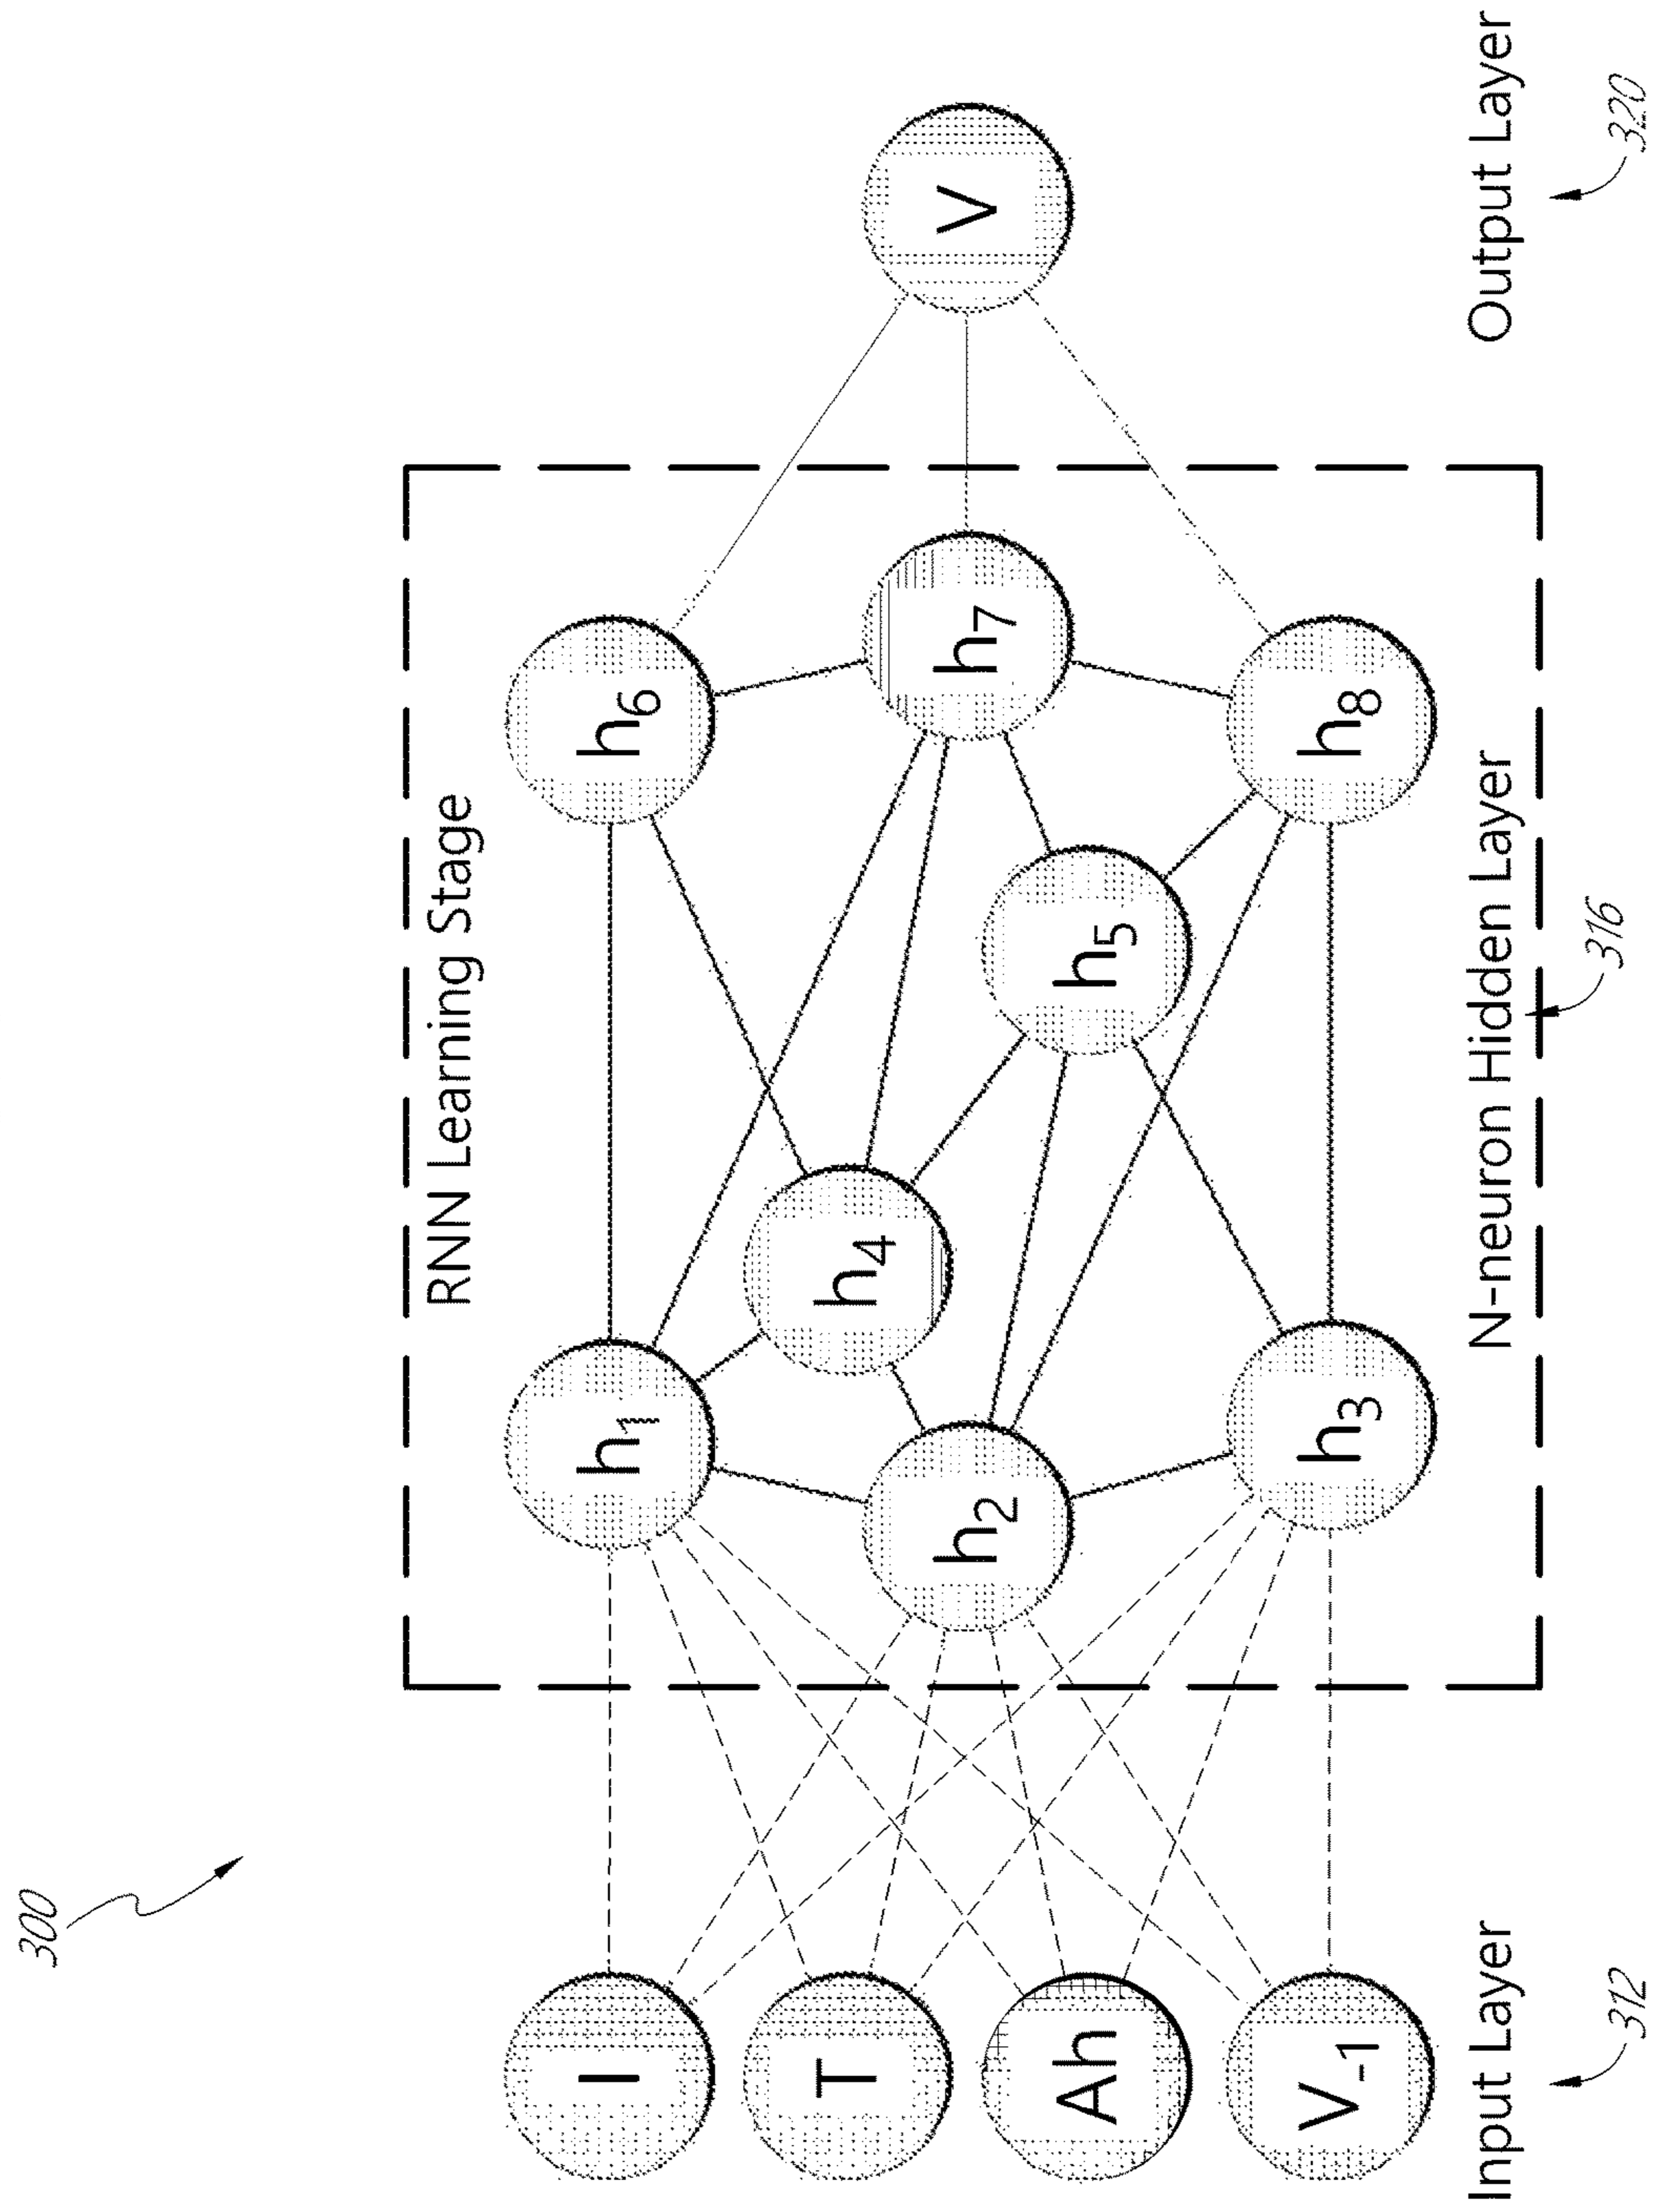 300
RNN Learning Stage
I
T
Ah
V-1
h1
h2
h3
h4
h5
h6
h7
h8
V
Input Layer
N-neuron Hidden Layer
Output Layer
312
316
320